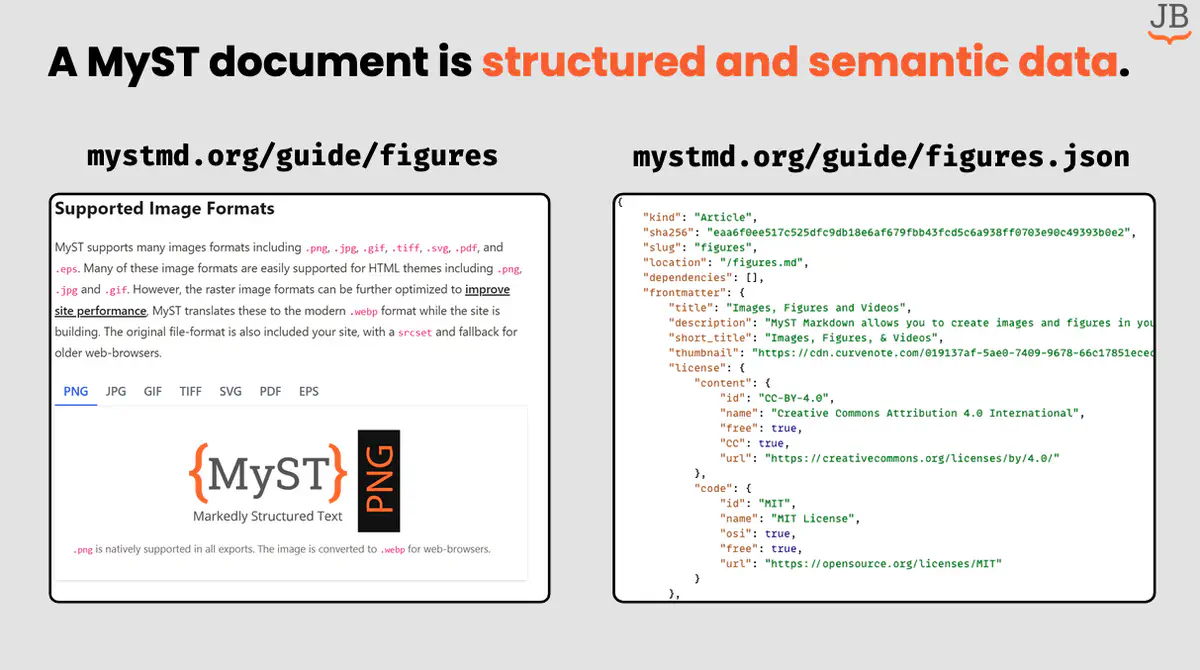 JB
A MyST document is structured and semantic data.
mystmd.org/guide/figures
Supported Image Formats
MyST supports many images formats including .png, .jpg, .gif, .tiff, .svg, .pdf, and
.eps. Many of these image formats are easily supported for HTML themes including .png,
.jpg and .gif. However, the raster image formats can be further optimized to improve
site performance, MyST translates these to the modern .webp format while the site is
building. The original file-format is also included your site, with a srcset and fallback for
older web-browsers.
PNG JPG GIF TIFF SVG PDF EPS
{MyST}
PNG
Markedly Structured Text
.png is natively supported in all exports. The image is converted to .webp for web-browsers.
mystmd.org/guide/figures.json
{
"kind": "Article",
"sha256": "eaa6f0ee517c525dfc9db18e6af679fbb43fcd5c6a938ff0703e90c49393b0e2",
"slug": "figures",
"location": "/figures.md",
"dependencies": [],
"frontmatter": {
"title": "Images, Figures and Videos",
"description": "MyST Markdown allows you to create images and figures in you
"short_title": "Images, Figures, & Videos",
"thumbnail": "https://cdn.curvenote.com/019137af-5ae0-7409-9678-66c17851ecec
"license": {
"content": {
"id": "CC-BY-4.0",
"name": "Creative Commons Attribution 4.0 International",
"free": true,
"CC": true,
"url": "https://creativecommons.org/licenses/by/4.0/"
},
"code": {
"id": "MIT",
"name": "MIT License",
"osi": true,
"free": true,
"url": "https://opensource.org/licenses/MIT"
}
},